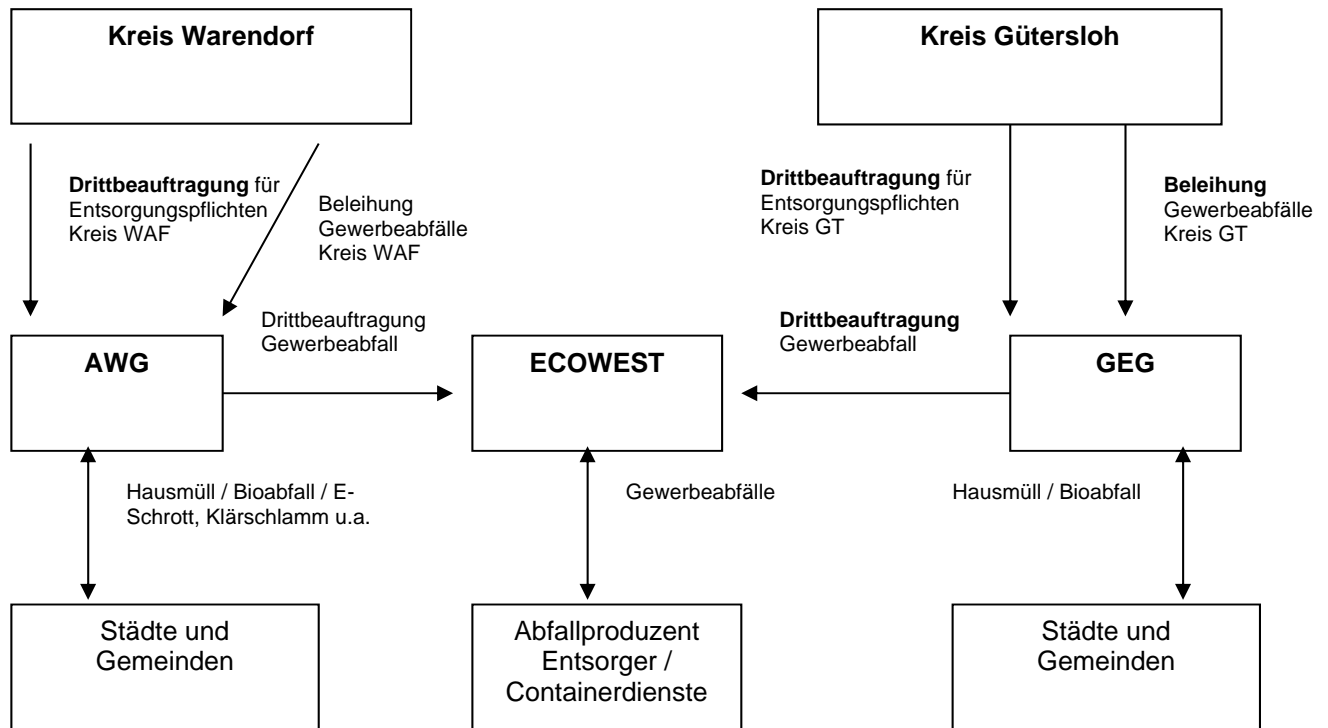 Kreis Warendorf
Kreis Gütersloh
Drittbeauftragung für
Entsorgungspflichten
Kreis WAF
Beleihung
Gewerbeabfälle
Kreis WAF
Drittbeauftragung für
Entsorgungspflichten
Kreis GT
Beleihung
Gewerbeabfälle
Kreis GT
Drittbeauftragung
Gewerbeabfall
Drittbeauftragung
Gewerbeabfall
AWG
ECOWEST
GEG
Hausmüll / Bioabfall / E-
Schrott, Klärschlamm u.a.
Gewerbeabfälle
Hausmüll / Bioabfall
Städte und
Gemeinden
Abfallproduzent
Entsorger /
Containerdienste
Städte und
Gemeinden